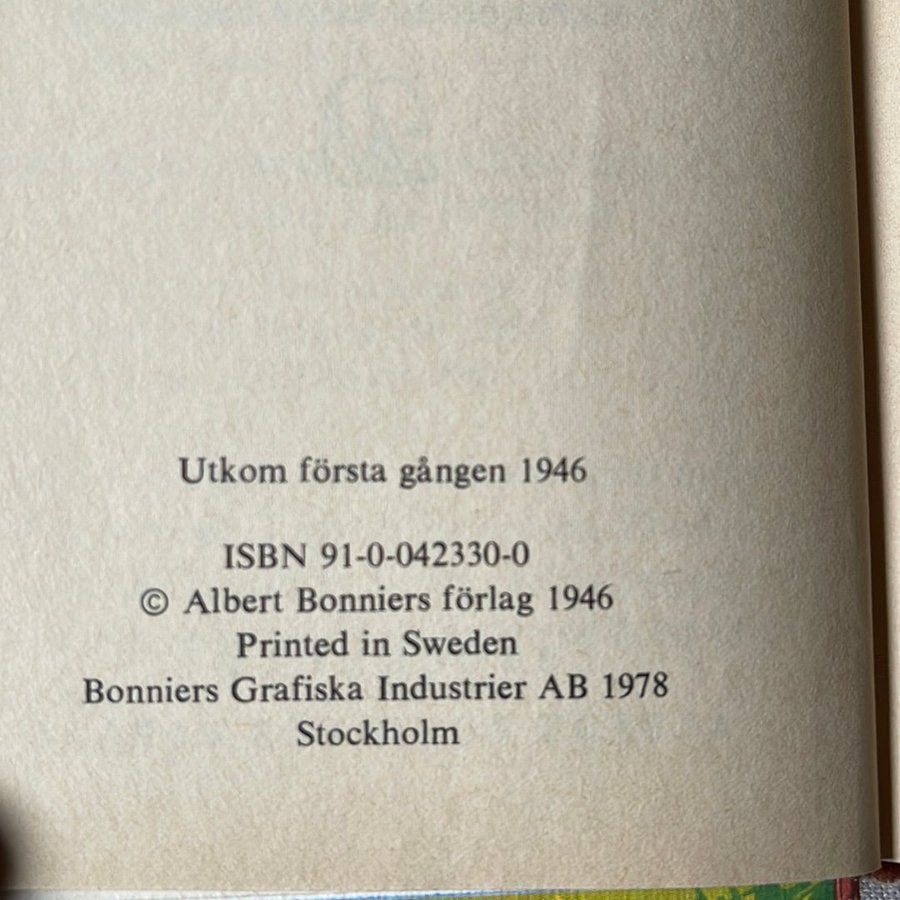 Utkom första gången 1946
ISBN 91-0-042330-0
© Albert Bonniers förlag 1946
Printed in Sweden
Bonniers Grafiska Industrier AB 1978
Stockholm